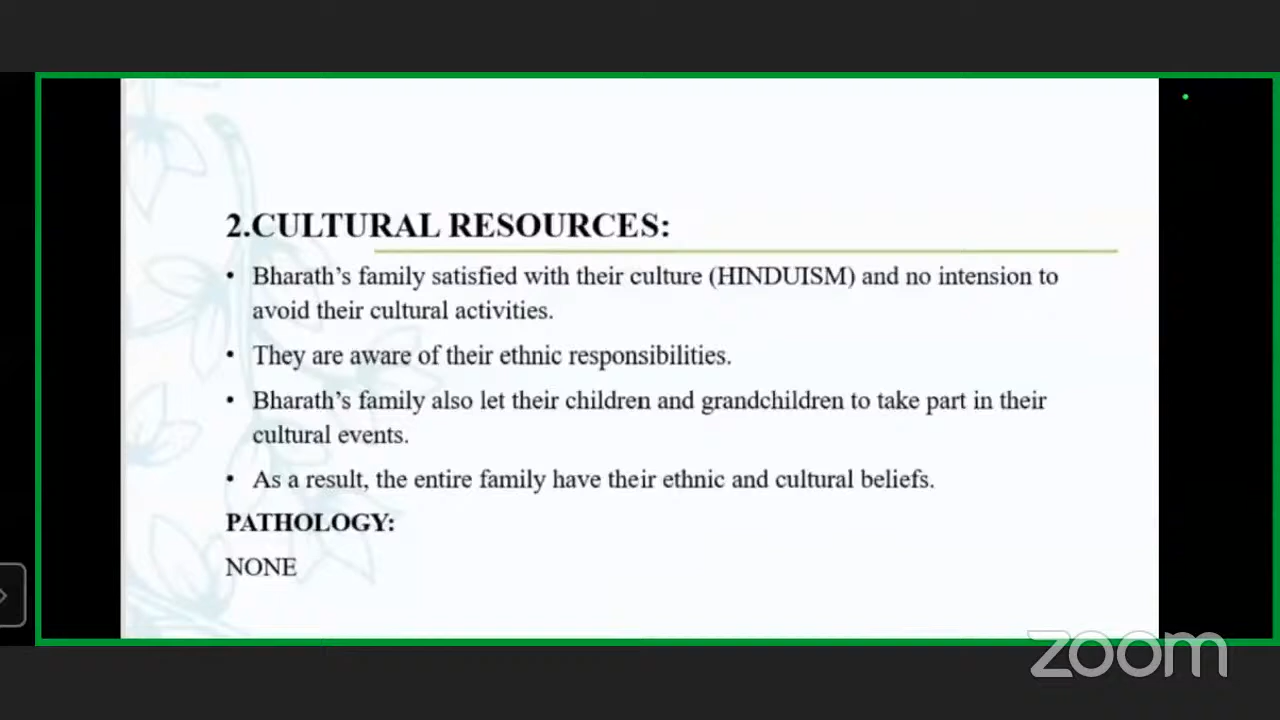 2.CULTURAL RESOURCES:
• Bharath's family satisfied with their culture (HINDUISM) and no intension to
avoid their cultural activities.
• They are aware of their ethnic responsibilities.
• Bharath's family also let their children and grandchildren to take part in their
cultural events.
• As a result, the entire family have their ethnic and cultural beliefs.
PATHOLOGY:
NONE
zoom